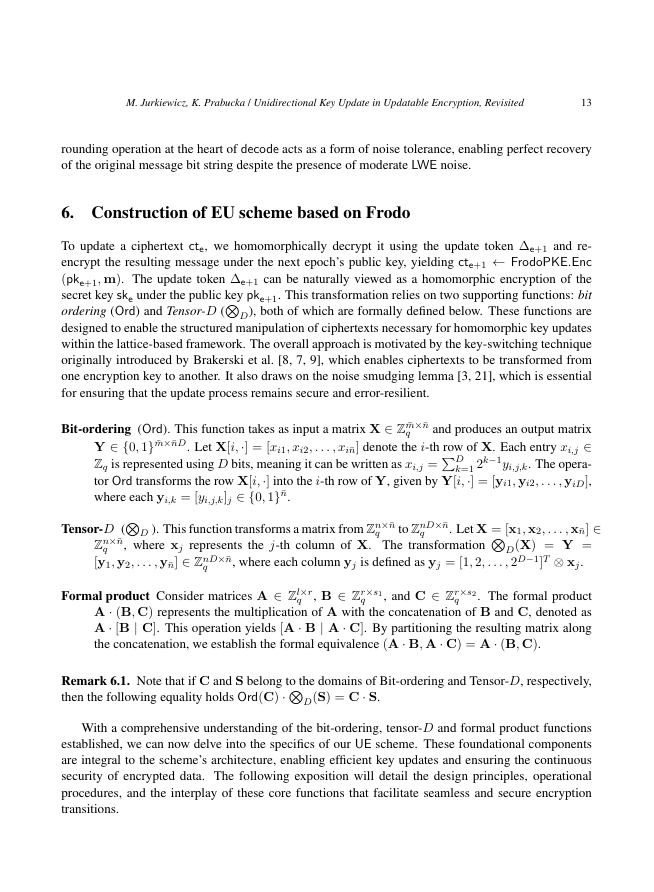 M. Jurkiewicz, K. Prabucka / Unidirectional Key Update in Updatable Encryption, Revisited 13
rounding operation at the heart of decode acts as a form of noise tolerance, enabling perfect recovery
of the original message bit string despite the presence of moderate LWE noise.
6. Construction of EU scheme based on Frodo
To update a ciphertext ct_e, we homomorphically decrypt it using the update token Δ_{e+1} and re-
encrypt the resulting message under the next epoch's public key, yielding ct_{e+1} ← FrodoPKE.Enc
(pk_{e+1}, m). The update token Δ_{e+1} can be naturally viewed as a homomorphic encryption of the
secret key sk_e under the public key pk_{e+1}. This transformation relies on two supporting functions: bit
ordering (Ord) and Tensor-D (⨂_D), both of which are formally defined below. These functions are
designed to enable the structured manipulation of ciphertexts necessary for homomorphic key updates
within the lattice-based framework. The overall approach is motivated by the key-switching technique
originally introduced by Brakerski et al. [8, 7, 9], which enables ciphertexts to be transformed from
one encryption key to another. It also draws on the noise smudging lemma [3, 21], which is essential
for ensuring that the update process remains secure and error-resilient.
Bit-ordering (Ord). This function takes as input a matrix X ∈ Z_q^{m̄×n̄} and produces an output matrix
Y ∈ {0, 1}^{m̄×n̄D}. Let X[i, ·] = [x_{i1}, x_{i2}, . . . , x_{in̄}] denote the i-th row of X. Each entry x_{i,j} ∈
Z_q is represented using D bits, meaning it can be written as x_{i,j} = ∑_{k=1}^{D} 2^{k−1} y_{i,j,k}. The opera-
tor Ord transforms the row X[i, ·] into the i-th row of Y, given by Y[i, ·] = [y_{i1}, y_{i2}, . . . , y_{iD}],
where each y_{i,k} = [y_{i,j,k}]_j ∈ {0, 1}^{n̄}.
Tensor-D (⨂_D ). This function transforms a matrix from Z_q^{n×n̄} to Z_q^{nD×n̄}. Let X = [x_1, x_2, . . . , x_{n̄}] ∈
Z_q^{n×n̄}, where x_j represents the j-th column of X. The transformation ⨂_D(X) = Y =
[y_1, y_2, . . . , y_{n̄}] ∈ Z_q^{nD×n̄}, where each column y_j is defined as y_j = [1, 2, . . . , 2^{D−1}]^T ⊗ x_j.
Formal product Consider matrices A ∈ Z_q^{l×r}, B ∈ Z_q^{r×s_1}, and C ∈ Z_q^{r×s_2}. The formal product
A · (B, C) represents the multiplication of A with the concatenation of B and C, denoted as
A · [B | C]. This operation yields [A · B | A · C]. By partitioning the resulting matrix along
the concatenation, we establish the formal equivalence (A · B, A · C) = A · (B, C).
Remark 6.1. Note that if C and S belong to the domains of Bit-ordering and Tensor-D, respectively,
then the following equality holds Ord(C) · ⨂_D(S) = C · S.
With a comprehensive understanding of the bit-ordering, tensor-D and formal product functions
established, we can now delve into the specifics of our UE scheme. These foundational components
are integral to the scheme's architecture, enabling efficient key updates and ensuring the continuous
security of encrypted data. The following exposition will detail the design principles, operational
procedures, and the interplay of these core functions that facilitate seamless and secure encryption
transitions.